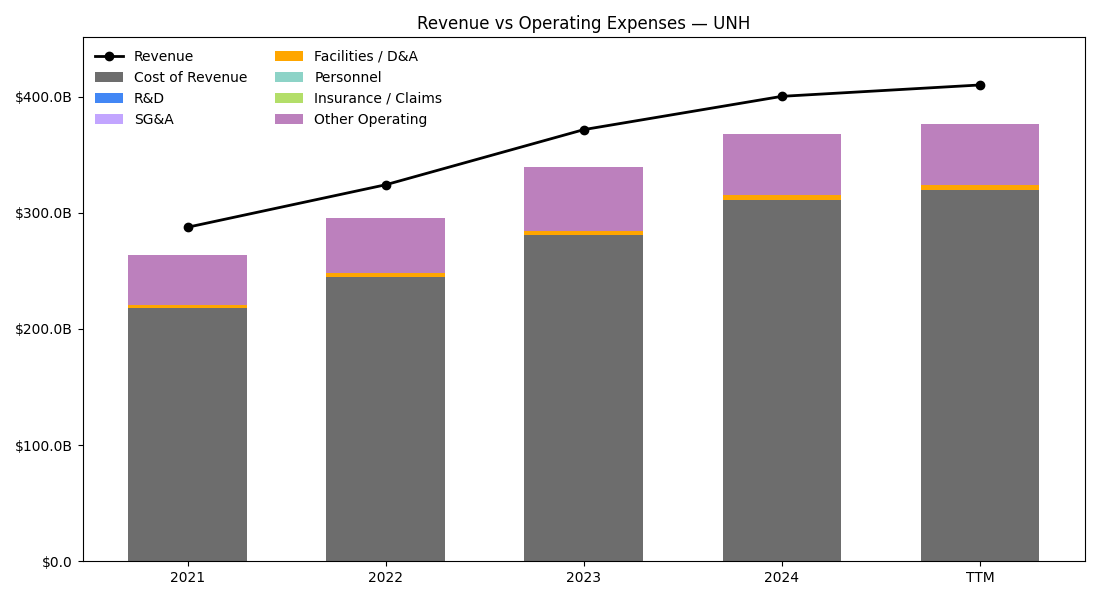 Revenue vs Operating Expenses — UNH
Revenue
Cost of Revenue
R&D
SG&A
Facilities / D&A
Personnel
Insurance / Claims
Other Operating
$400.0B
$300.0B
$200.0B
$100.0B
$0.0
2021
2022
2023
2024
TTM